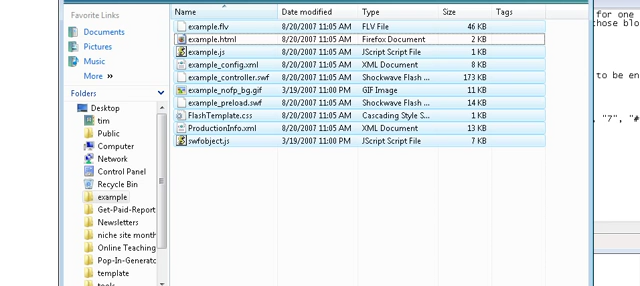 Favorite Links
Documents
Pictures
Music
More »
Folders
Desktop
tim
Public
Computer
Network
Control Panel
Recycle Bin
example
Get-Paid-Report
Newsletters
niche site month
Online Teaching
Pop-In-Generato
template
tools
Name Date modified Type Size Tags
example.flv 8/20/2007 11:05 AM FLV File 46 KB
example.html 8/20/2007 11:05 AM Firefox Document 2 KB
example.js 8/20/2007 11:05 AM JScript Script File 1 KB
example_config.xml 8/20/2007 11:05 AM XML Document 8 KB
example_controller.swf 8/20/2007 11:05 AM Shockwave Flash ... 173 KB
example_nofp_bg.gif 3/19/2007 11:00 PM GIF Image 11 KB
example_preload.swf 8/20/2007 11:05 AM Shockwave Flash ... 14 KB
FlashTemplate.css 8/20/2007 11:05 AM Cascading Style S... 1 KB
ProductionInfo.xml 8/20/2007 11:05 AM XML Document 13 KB
swfobject.js 3/19/2007 11:00 PM JScript Script File 7 KB
for one
those blo
to be en
, "7", "#